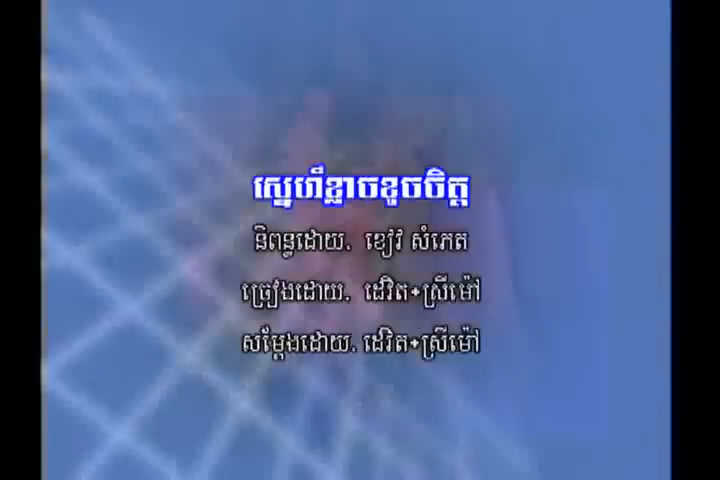 ស្នេហ៍ខ្លាចខូចចិត្ត
និពន្ធដោយ. ខៀវ សំភេត
ច្រៀងដោយ. ដេវិត+ស្រីម៉ៅ
សម្តែងដោយ. ដេវិត+ស្រីម៉ៅ